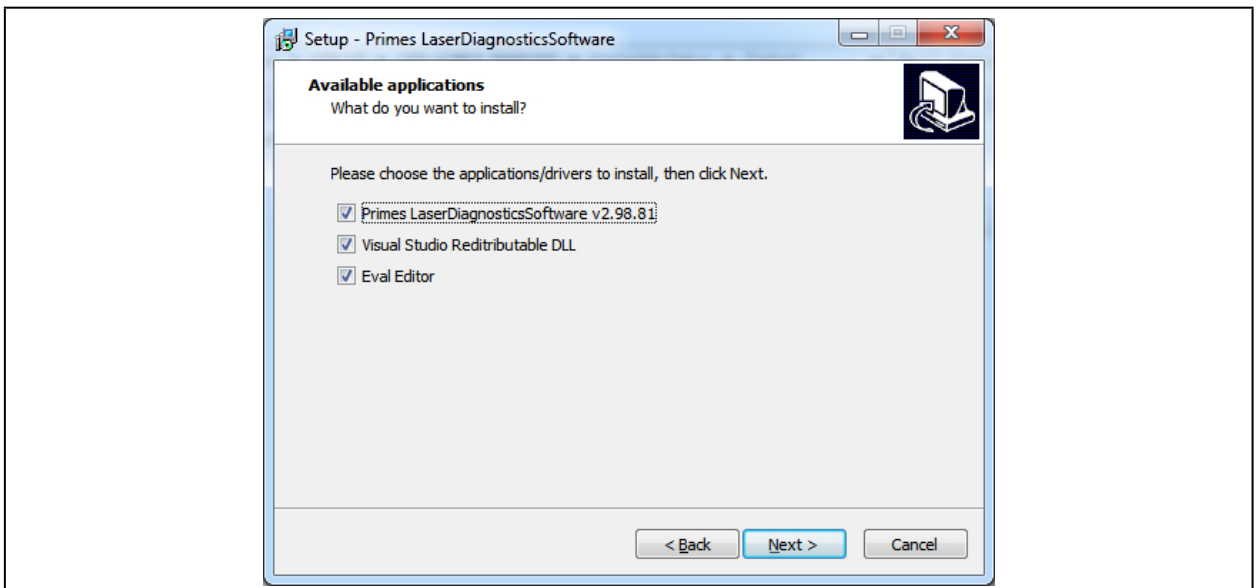 Setup - Primes LaserDiagnosticsSoftware
Available applications
What do you want to install?
Please choose the applications/drivers to install, then click Next.
Primes LaserDiagnosticsSoftware v2.98.81
Visual Studio Reditributable DLL
Eval Editor
< Back Next > Cancel